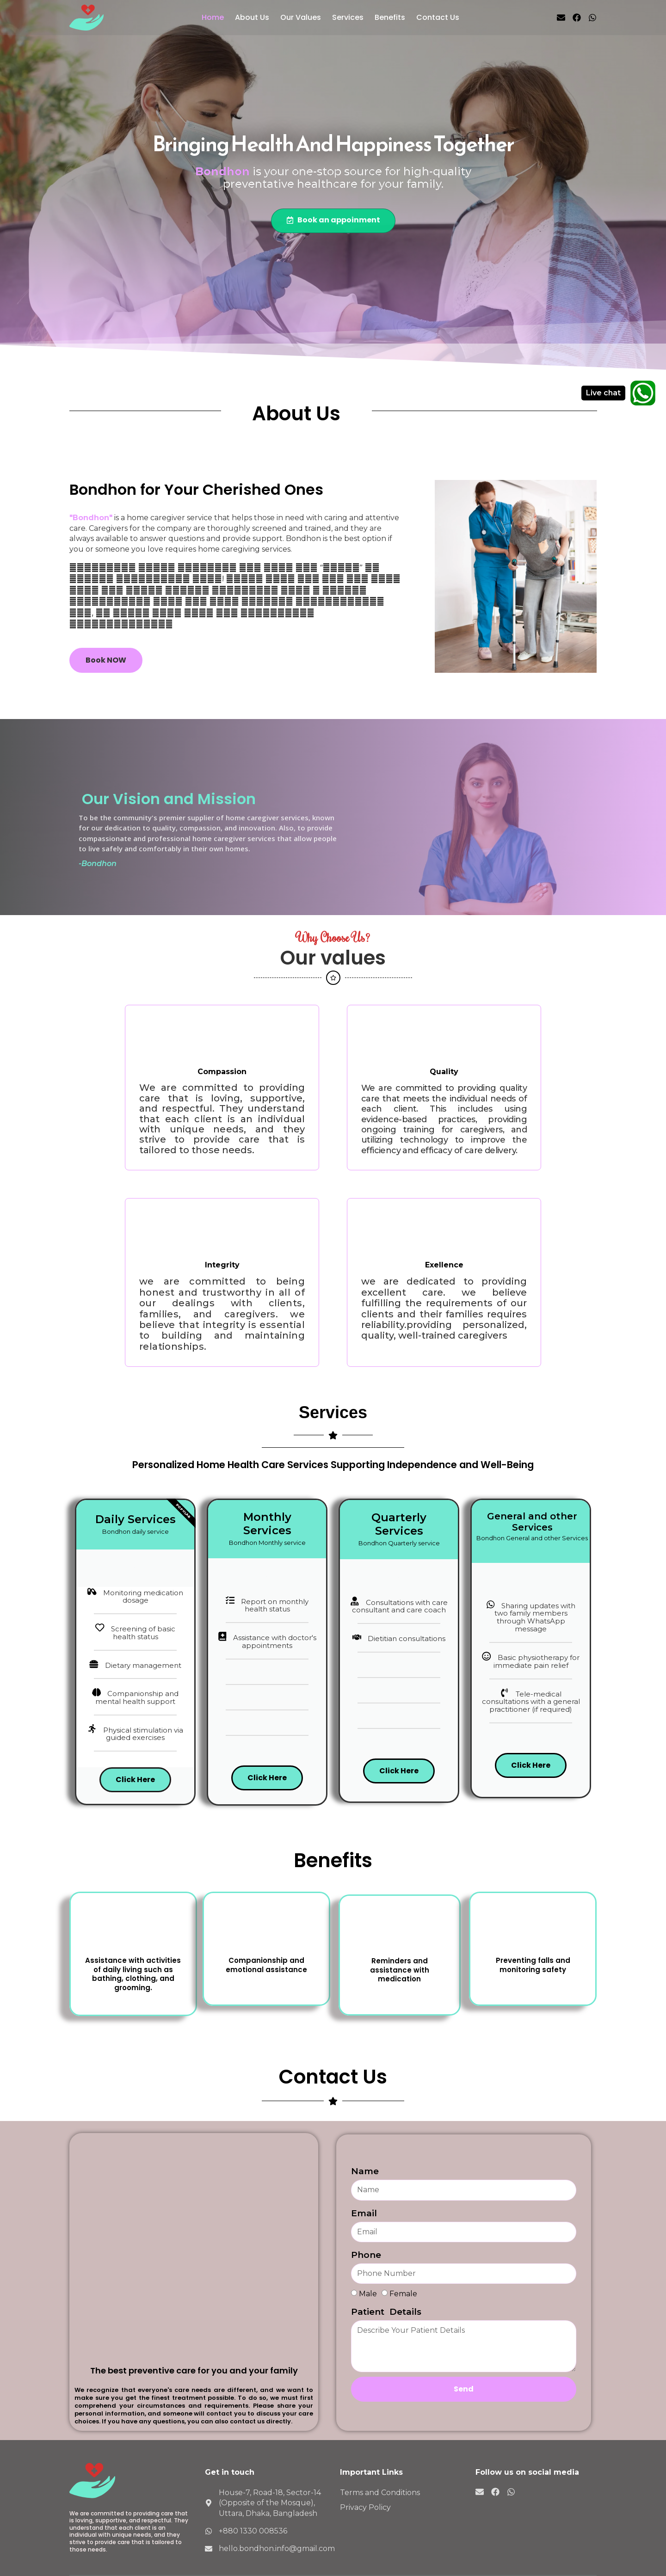 Home About Us Our Values Services Benefits Contact Us
Bringing Health And Happiness Together
Bondhon is your one-stop source for high-quality
preventative healthcare for your family.
Book an appoinment
Live chat
About Us
Bondhon for Your Cherished Ones
"Bondhon" is a home caregiver service that helps those in need with caring and attentive
care. Caregivers for the company are thoroughly screened and trained, and they are
always available to answer questions and provide support. Bondhon is the best option if
you or someone you love requires home caregiving services.
Book NOW
Our Vision and Mission
To be the community's premier supplier of home caregiver services, known
for our dedication to quality, compassion, and innovation. Also, to provide
compassionate and professional home caregiver services that allow people
to live safely and comfortably in their own homes.
-Bondhon
Why Choose Us?
Our values
Compassion
We are committed to providing
care that is loving, supportive,
and respectful. They understand
that each client is an individual
with unique needs, and they
strive to provide care that is
tailored to those needs.
Quality
We are committed to providing quality
care that meets the individual needs of
each client. This includes using
evidence-based practices, providing
ongoing training for caregivers, and
utilizing technology to improve the
efficiency and efficacy of care delivery.
Integrity
we are committed to being
honest and trustworthy in all of
our dealings with clients,
families, and caregivers. we
believe that integrity is essential
to building and maintaining
relationships.
Exellence
we are dedicated to providing
excellent care. we believe
fulfilling the requirements of our
clients and their families requires
reliability.providing personalized,
quality, well-trained caregivers
Services
Personalized Home Health Care Services Supporting Independence and Well-Being
Daily Services
Bondhon daily service
Monitoring medication
dosage
Screening of basic
health status
Dietary management
Companionship and
mental health support
Physical stimulation via
guided exercises
Click Here
Monthly
Services
Bondhon Monthly service
Report on monthly
health status
Assistance with doctor's
appointments
Click Here
Quarterly
Services
Bondhon Quarterly service
Consultations with care
consultant and care coach
Dietitian consultations
Click Here
General and other
Services
Bondhon General and other Services
Sharing updates with
two family members
through WhatsApp
message
Basic physiotherapy for
immediate pain relief
Tele-medical
consultations with a general
practitioner (if required)
Click Here
Benefits
Assistance with activities
of daily living such as
bathing, clothing, and
grooming.
Companionship and
emotional assistance
Reminders and
assistance with
medication
Preventing falls and
monitoring safety
Contact Us
The best preventive care for you and your family
We recognize that everyone's care needs are different, and we want to
make sure you get the finest treatment possible. To do so, we must first
comprehend your circumstances and requirements. Please share your
personal information, and someone will contact you to discuss your care
choices. If you have any questions, you can also contact us directly.
Name
Name
Email
Email
Phone
Phone Number
Male Female
Patient Details
Describe Your Patient Details
Send
We are committed to providing care that
is loving, supportive, and respectful. They
understand that each client is an
individual with unique needs, and they
strive to provide care that is tailored to
those needs.
Get in touch
House-7, Road-18, Sector-14
(Opposite of the Mosque),
Uttara, Dhaka, Bangladesh
+880 1330 008536
hello.bondhon.info@gmail.com
Important Links
Terms and Conditions
Privacy Policy
Follow us on social media